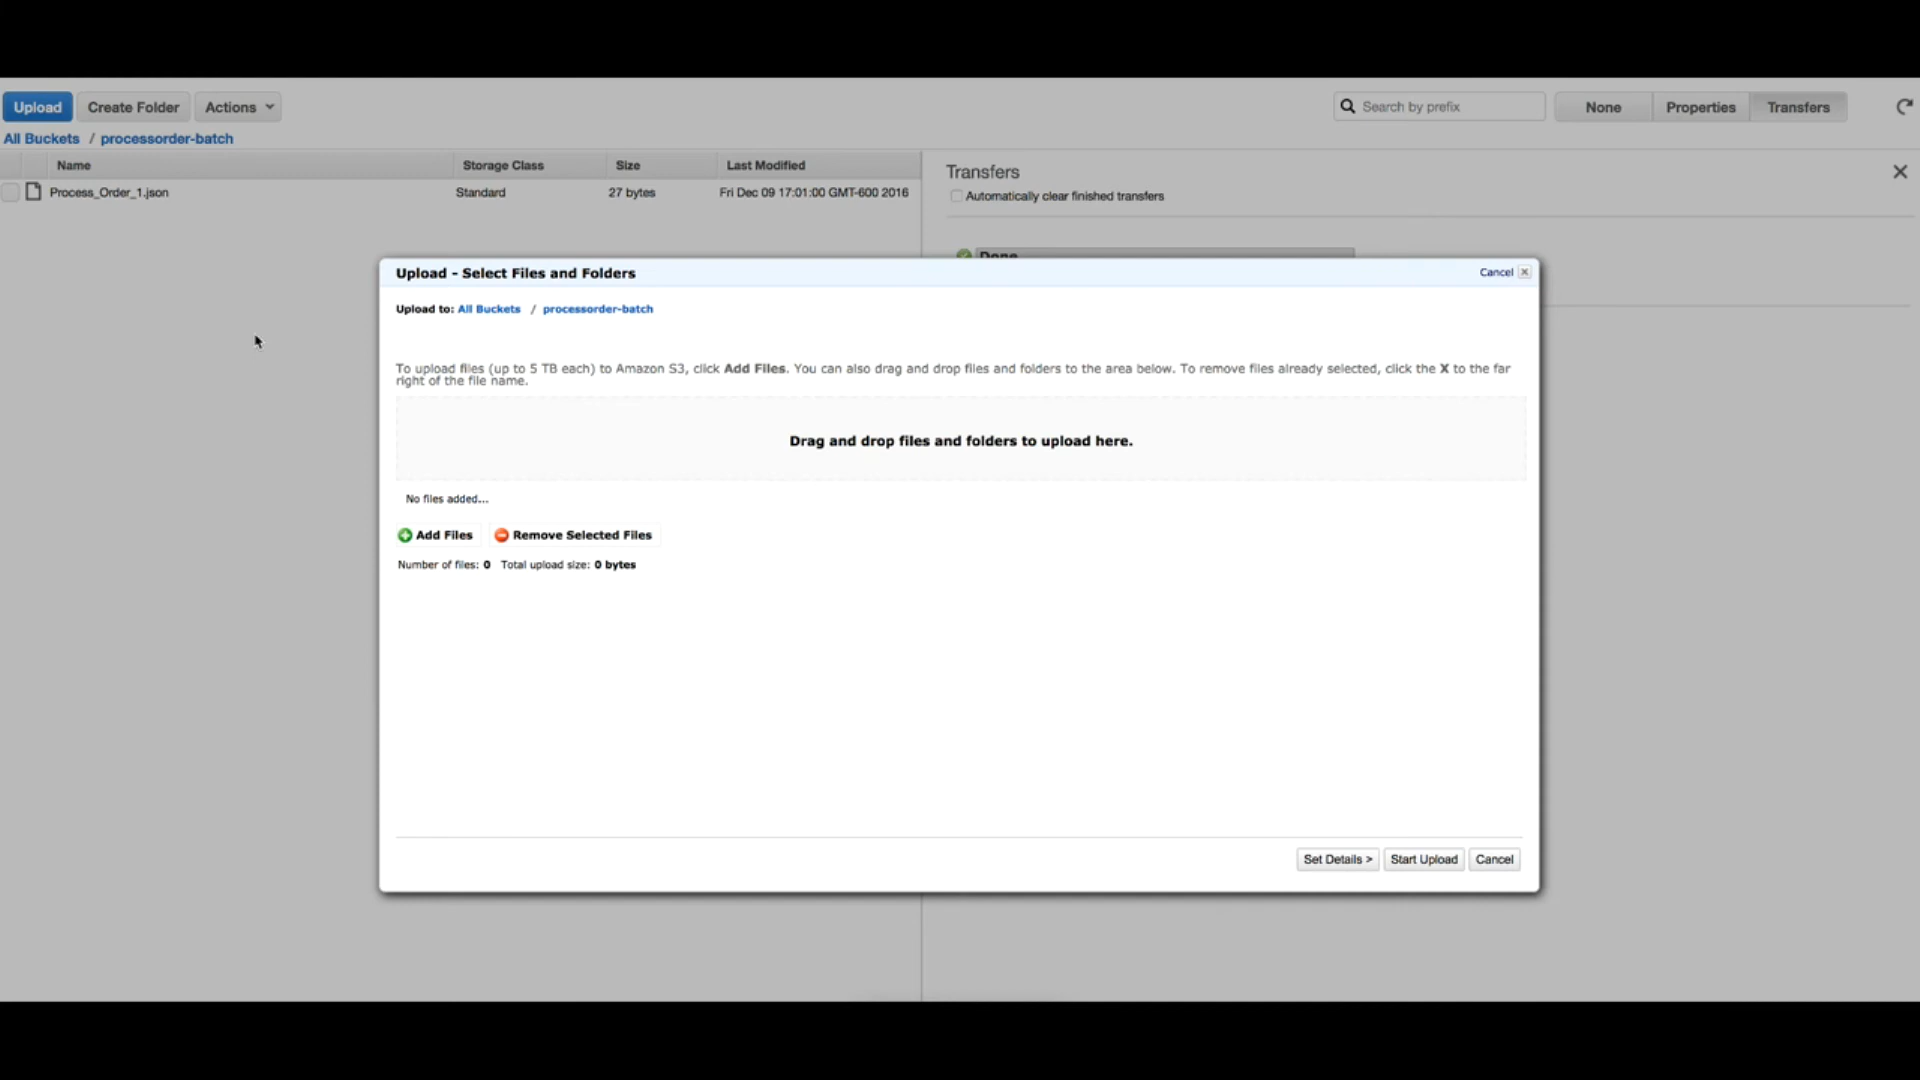 Upload Create Folder Actions Search by prefix None Properties Transfers
All Buckets / processorder-batch
Name Storage Class Size Last Modified
Process_Order_1.json Standard 27 bytes Fri Dec 09 17:01:00 GMT-600 2016
Transfers
Automatically clear finished transfers
Done
Upload - Select Files and Folders Cancel
Upload to: All Buckets / processorder-batch
To upload files (up to 5 TB each) to Amazon S3, click Add Files. You can also drag and drop files and folders to the area below. To remove files already selected, click the X to the far
right of the file name.
Drag and drop files and folders to upload here.
No files added...
Add Files Remove Selected Files
Number of files: 0 Total upload size: 0 bytes
Set Details > Start Upload Cancel